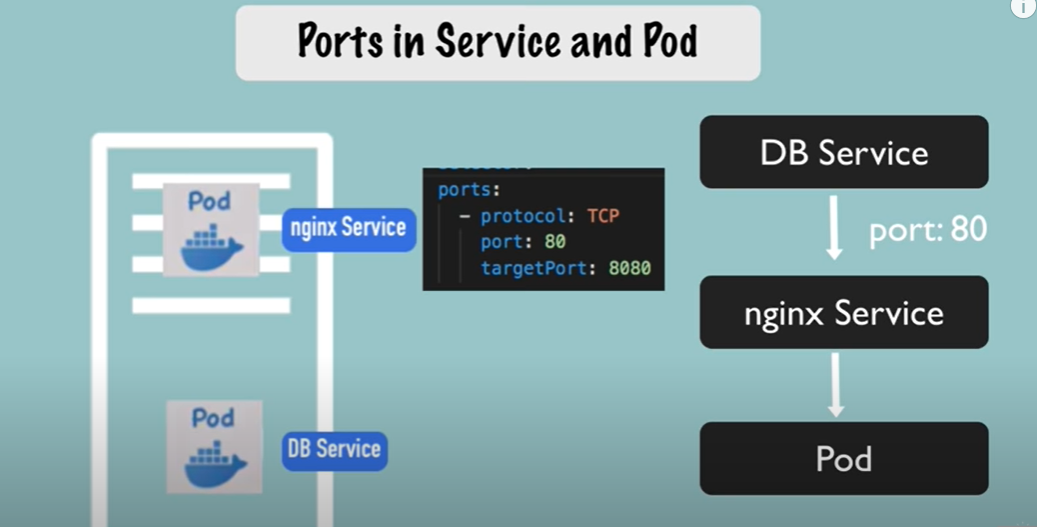 Ports in Service and Pod
Pod
nginx Service
ports:
- protocol: TCP
port: 80
targetPort: 8080
DB Service
port: 80
nginx Service
Pod
Pod
DB Service